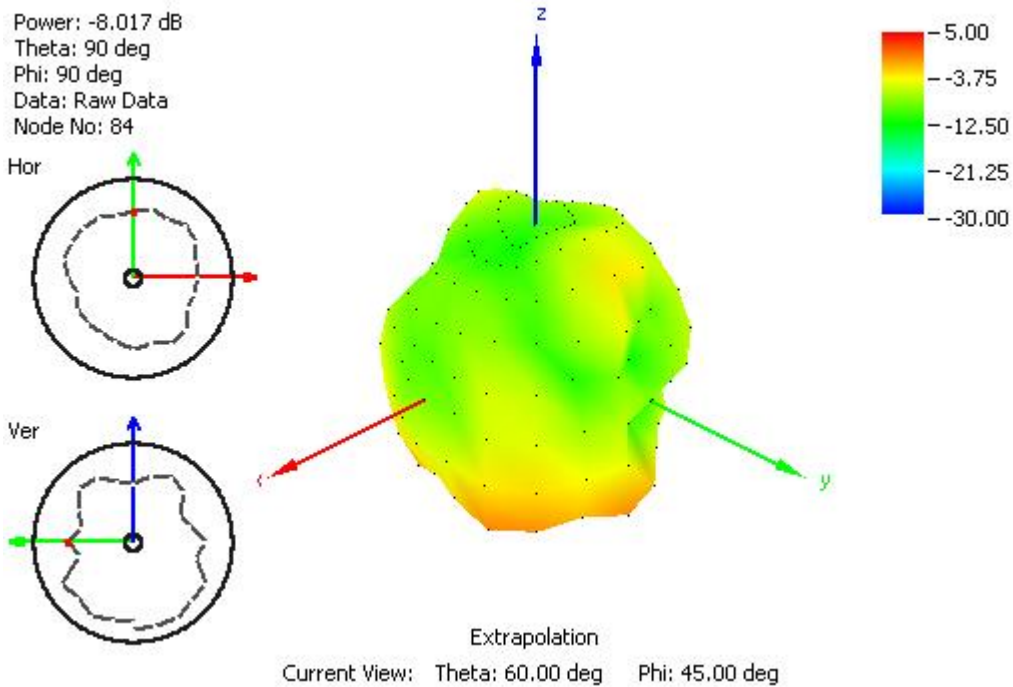 Power: -8.017 dB
Theta: 90 deg
Phi: 90 deg
Data: Raw Data
Node No: 84
Hor
Ver
z
x
y
5.00
-3.75
-12.50
-21.25
-30.00
Extrapolation
Current View: Theta: 60.00 deg Phi: 45.00 deg